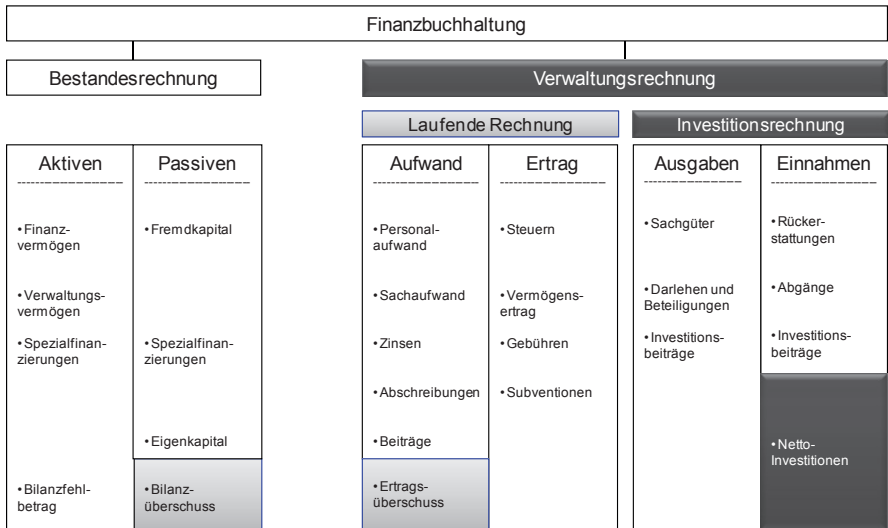 Finanzbuchhaltung
Bestandesrechnung
Verwaltungsrechnung
Laufende Rechnung
Investitionsrechnung
Aktiven
•Finanz-
vermögen
•Verwaltungs-
vermögen
•Spezialfinan-
zierungen
•Bilanzfehl-
betrag
Passiven
•Fremdkapital
•Spezialfinan-
zierungen
•Eigenkapital
•Bilanz-
überschuss
Aufwand
•Personal-
aufwand
•Sachaufwand
•Zinsen
•Abschreibungen
•Beiträge
•Ertrags-
überschuss
Ertrag
•Steuern
•Vermögens-
ertrag
•Gebühren
•Subventionen
Ausgaben
•Sachgüter
•Darlehen und
Beteiligungen
•Investitions-
beiträge
Einnahmen
•Rücker-
stattungen
•Abgänge
•Investitions-
beiträge
•Netto-
Investitionen